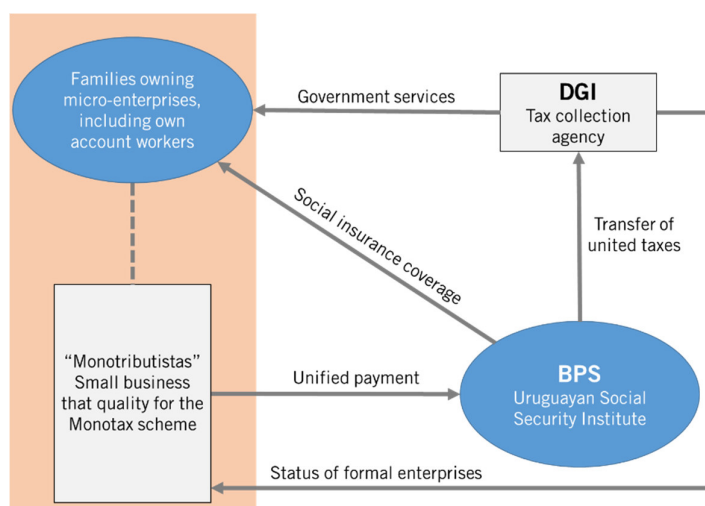 Families owning
micro-enterprises,
including own
account workers
Government services
DGI
Tax collection
agency
Social insurance coverage
Transfer of
united taxes
“Monotributistas”
Small business
that quality for the
Monotax scheme
Unified payment
BPS
Uruguayan Social
Security Institute
Status of formal enterprises